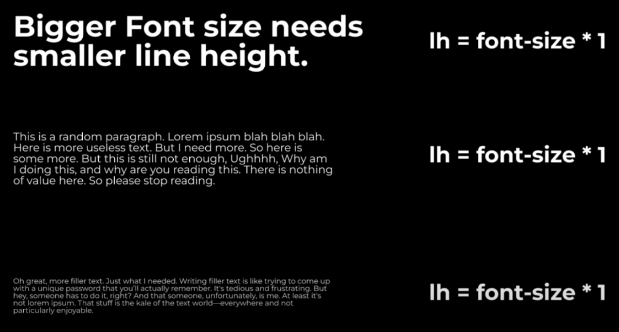 Bigger Font size needs
smaller line height.
lh = font-size * 1
This is a random paragraph. Lorem ipsum blah blah blah.
Here is more useless text. But I need more. So here is
some more. But this is still not enough, Ughhhh, Why am
I doing this, and why are you reading this. There is nothing
of value here. So please stop reading.
lh = font-size * 1
Oh great, more filler text. Just what I needed. Writing filler text is like trying to come up
with a unique password that you'll actually remember. It's tedious and frustrating. But
hey, someone has to do it, right? And that someone, unfortunately, is me. At least it's
not lorem ipsum. That stuff is the kale of the text world—everywhere and not
particularly enjoyable.
lh = font-size * 1